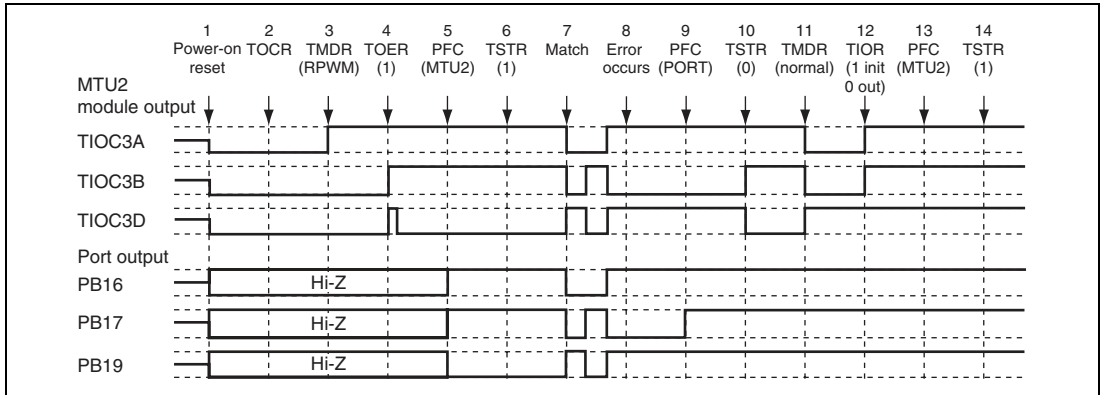 1 2 3 4 5 6 7 8 9 10 11 12 13 14
Power-on TOCR TMDR TOER PFC TSTR Match Error PFC TSTR TMDR TIOR PFC TSTR
reset (RPWM) (1) (MTU2) (1) occurs (PORT) (0) (normal) (1 init (MTU2) (1)
0 out)
MTU2
module output
TIOC3A
TIOC3B
TIOC3D
Port output
PB16 Hi-Z
PB17 Hi-Z
PB19 Hi-Z